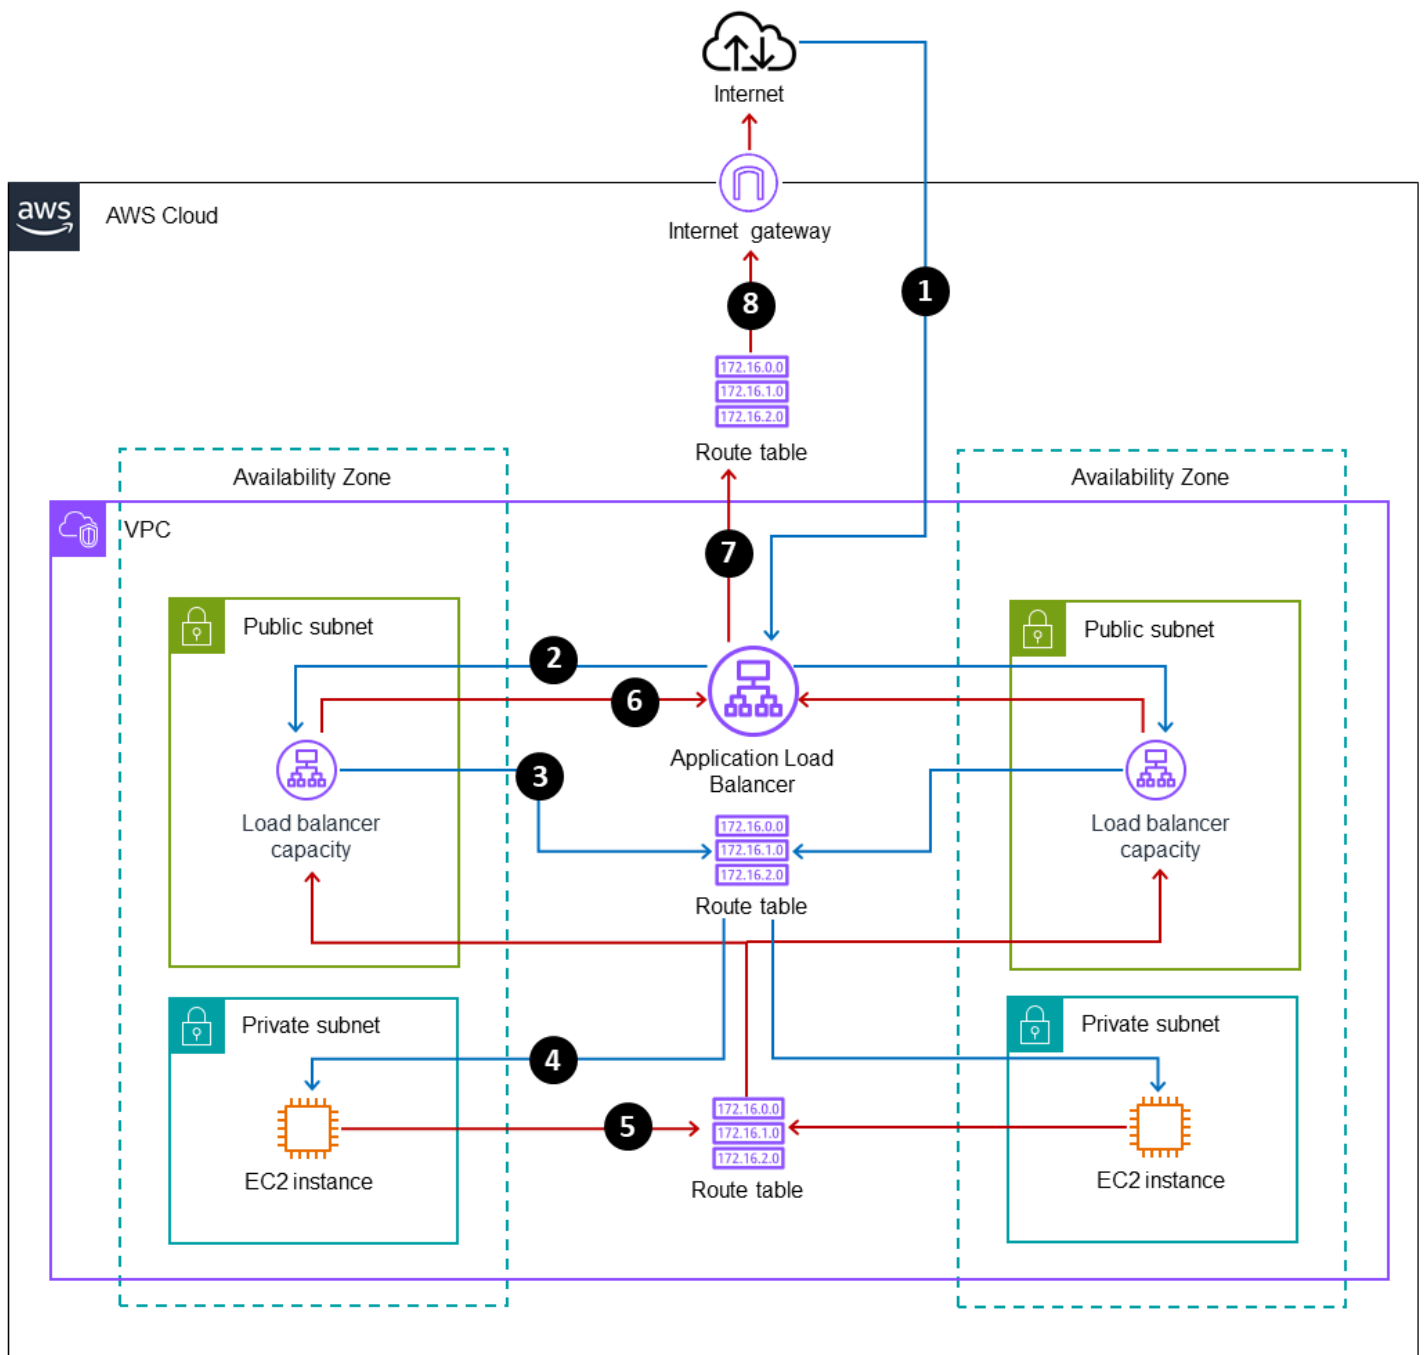 Internet
aws
AWS Cloud
Internet gateway
1
8
172.16.0.0
172.16.1.0
172.16.2.0
Route table
Availability Zone
Availability Zone
VPC
7
Public subnet
Public subnet
2
6
Application Load
Balancer
3
Load balancer
capacity
Load balancer
capacity
172.16.0.0
172.16.1.0
172.16.2.0
Route table
Private subnet
Private subnet
4
5
172.16.0.0
172.16.1.0
172.16.2.0
Route table
EC2 instance
EC2 instance